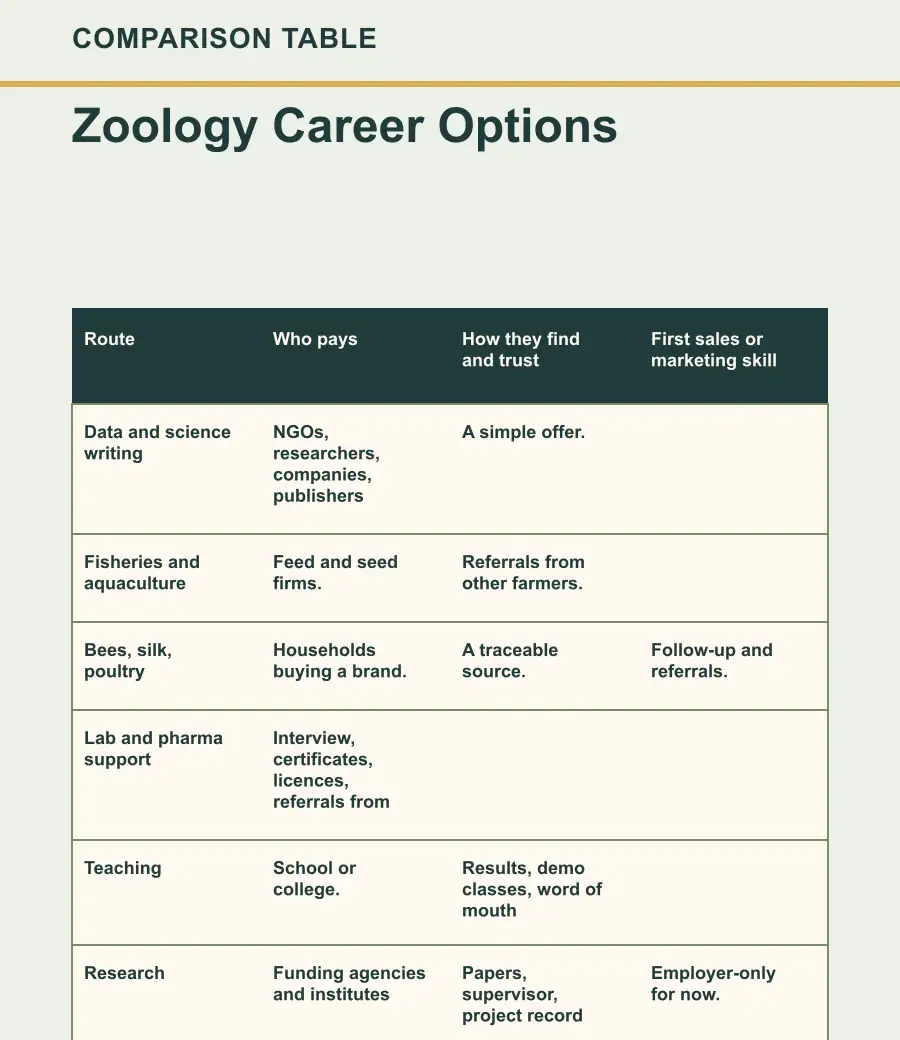 COMPARISON TABLE
Zoology Career Options
Route
Who pays
How they find
and trust
First sales or
marketing skill
Data and science
writing
NGOs,
researchers,
companies,
publishers
A simple offer.
Fisheries and
aquaculture
Feed and seed
firms.
Referrals from
other farmers.
Bees, silk,
poultry
Households
buying a brand.
A traceable
source.
Follow-up and
referrals.
Lab and pharma
support
Interview,
certificates,
licences,
referrals from
Teaching
School or
college.
Results, demo
classes, word of
mouth
Research
Funding agencies
and institutes
Papers,
supervisor,
project record
Employer-only
for now.